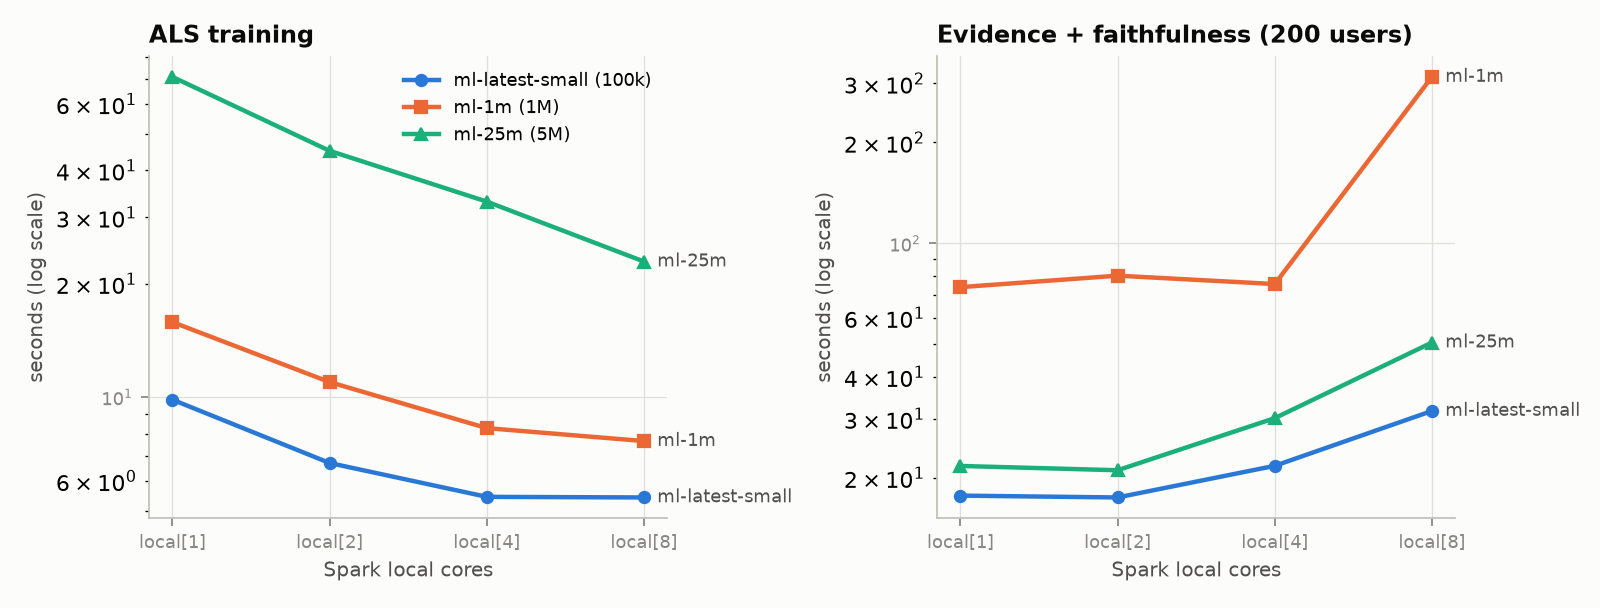 ALS training
seconds (log scale)
6 × 10¹
4 × 10¹
3 × 10¹
2 × 10¹
10¹
6 × 10⁰
ml-latest-small (100k)
ml-1m (1M)
ml-25m (5M)
ml-25m
ml-1m
ml-latest-small
local[1]
local[2]
local[4]
local[8]
Spark local cores
Evidence + faithfulness (200 users)
seconds (log scale)
3 × 10²
2 × 10²
10²
6 × 10¹
4 × 10¹
3 × 10¹
2 × 10¹
ml-1m
ml-25m
ml-latest-small
local[1]
local[2]
local[4]
local[8]
Spark local cores